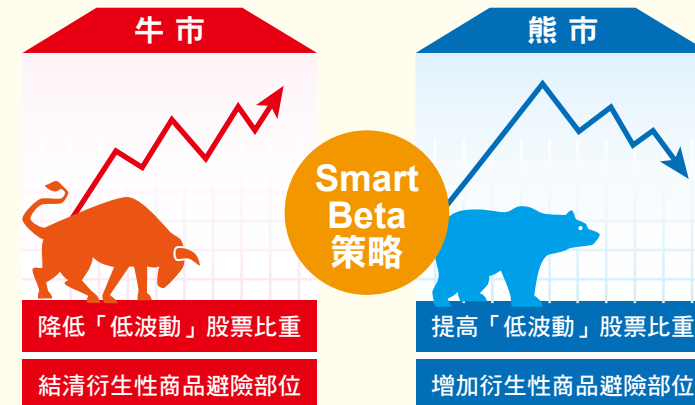 牛市
熊市
Smart
Beta
策略
降低「低波動」股票比重
提高「低波動」股票比重
結清衍生性商品避險部位
增加衍生性商品避險部位